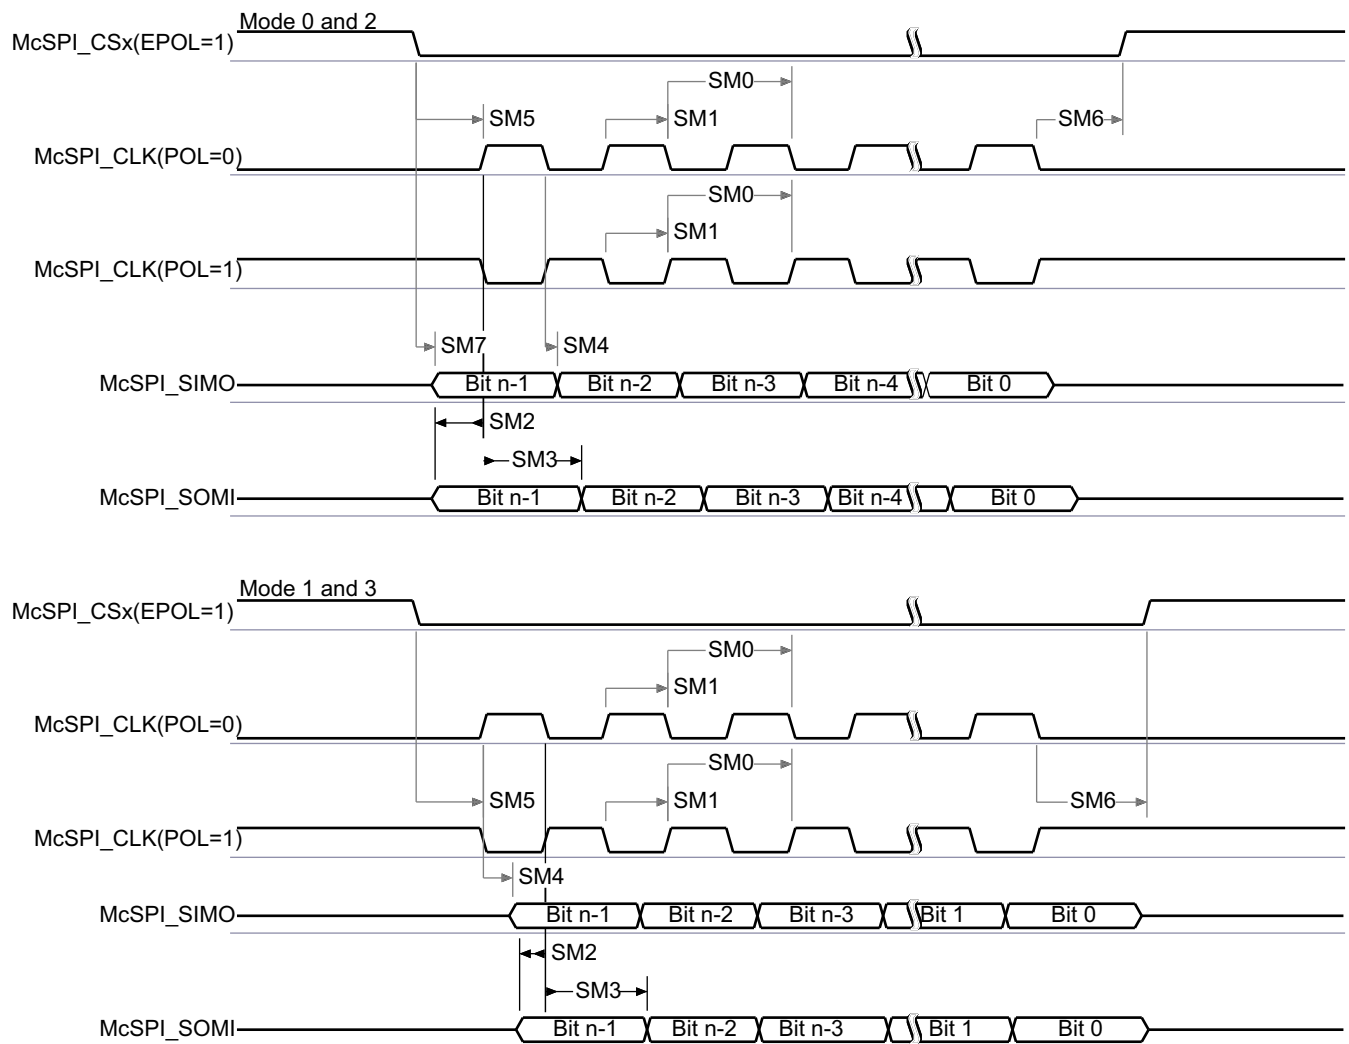 Mode 0 and 2
McSPI_CSx(EPOL=1)
SM0
SM5
SM1
SM6
McSPI_CLK(POL=0)
SM0
SM1
McSPI_CLK(POL=1)
SM7
SM4
McSPI_SIMO
Bit n-1
Bit n-2
Bit n-3
Bit n-4
Bit 0
SM2
SM3
McSPI_SOMI
Bit n-1
Bit n-2
Bit n-3
Bit n-4
Bit 0
Mode 1 and 3
McSPI_CSx(EPOL=1)
SM0
SM1
McSPI_CLK(POL=0)
SM0
SM5
SM1
SM6
McSPI_CLK(POL=1)
SM4
McSPI_SIMO
Bit n-1
Bit n-2
Bit n-3
Bit 1
Bit 0
SM2
SM3
McSPI_SOMI
Bit n-1
Bit n-2
Bit n-3
Bit 1
Bit 0